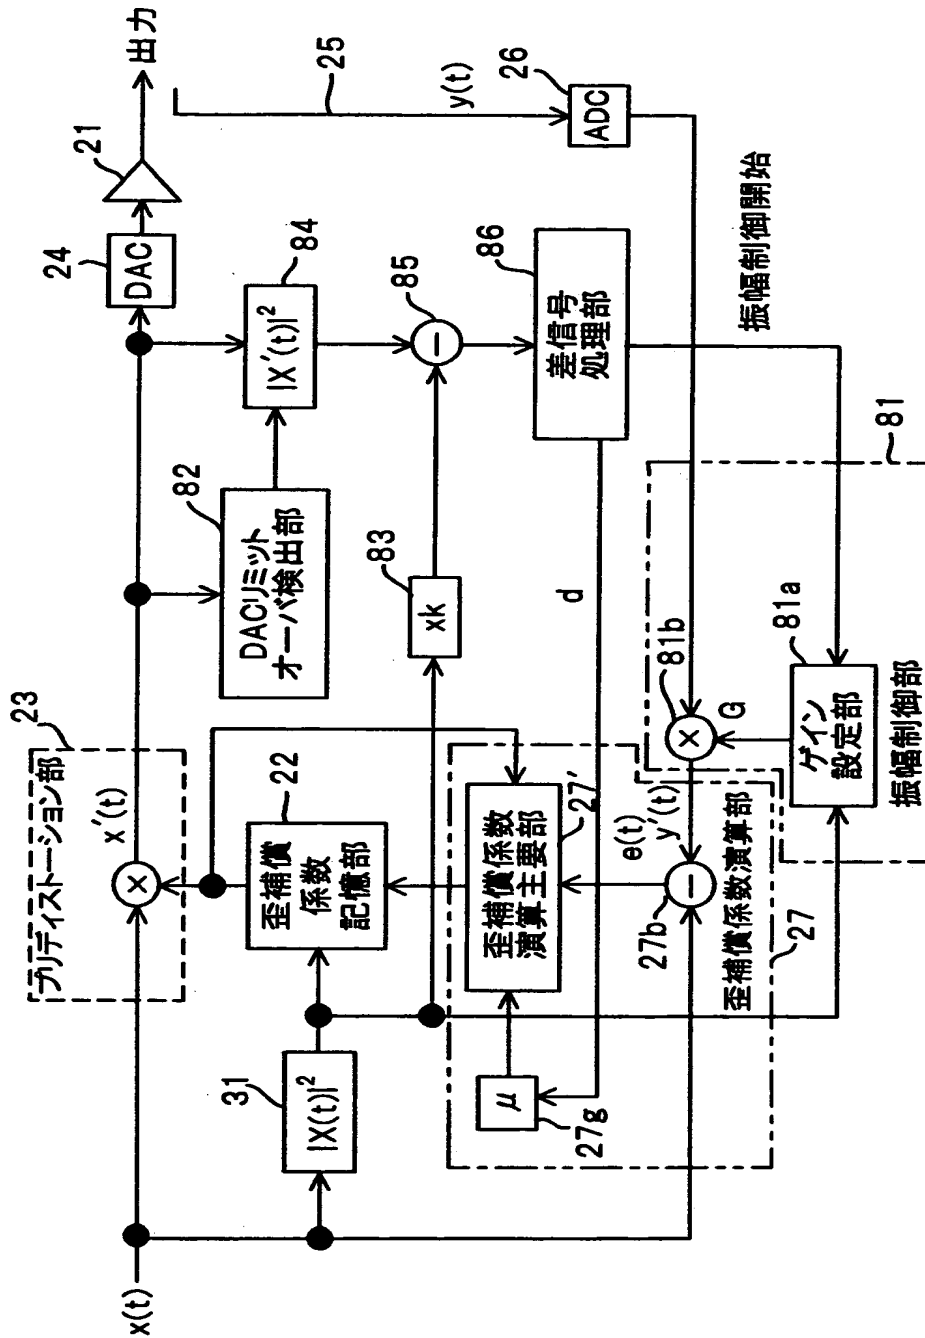 x(t)
プリディストーション部
23
x'(t)
24
DAC
21
出力
25
y(t)
26
ADC
31
|X(t)|²
22
歪補償
係数
記憶部
82
DACリミット
オーバ検出部
84
|X'(t)|²
83
xk
85
−
86
差信号
処理部
d
μ
27g
歪補償係数
演算主要部
27'
e(t)
y'(t)
27b
−
歪補償係数演算部
27
×
×
81b
G
81a
ゲイン
設定部
振幅制御部
81
振幅制御開始